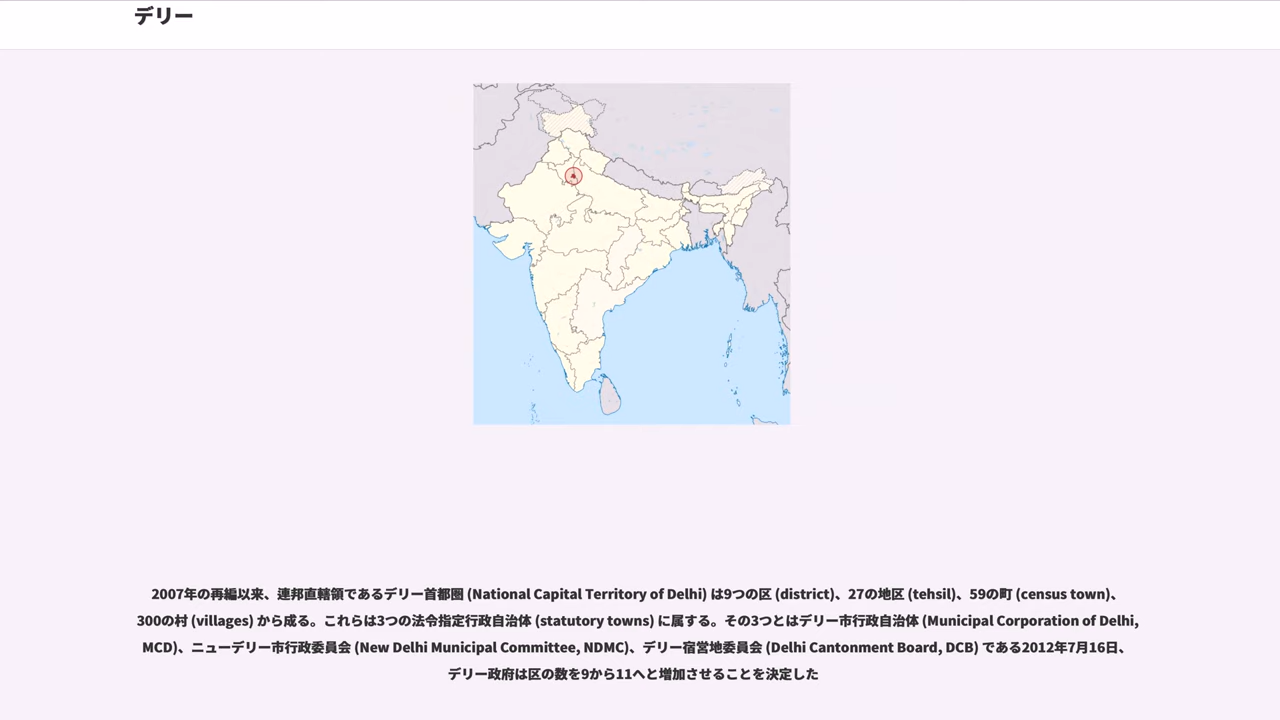 デリー
2007年の再編以来、連邦直轄領であるデリー首都圏 (National Capital Territory of Delhi) は9つの区 (district)、27の地区 (tehsil)、59の町 (census town)、
300の村 (villages) から成る。これらは3つの法令指定行政自治体 (statutory towns) に属する。その3つとはデリー市行政自治体 (Municipal Corporation of Delhi,
MCD)、ニューデリー市行政委員会 (New Delhi Municipal Committee, NDMC)、デリー宿営地委員会 (Delhi Cantonment Board, DCB) である2012年7月16日、
デリー政府は区の数を9から11へと増加させることを決定した